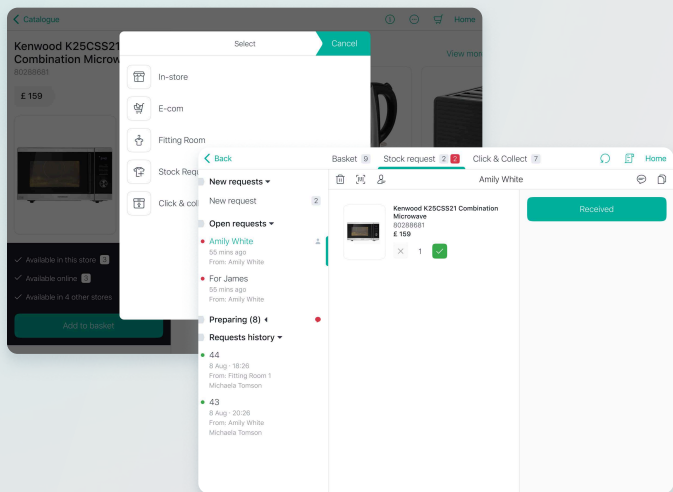 Catalogue
Home
Kenwood K25CSS21
Combination Microw
80288681
£ 159
View mor
Available in this store 3
Available online 5
Available in 4 other stores
Add to basket
Select
Cancel
In-store
E-com
Fitting Room
Stock Req
Click & col
Back
Basket 9
Stock request 2 2
Click & Collect 7
Home
Amily White
New requests
New request 2
Open requests
Amily White
55 mins ago
From: Amily White
For James
55 mins ago
From: Amily White
Preparing (8)
Requests history
44
8 Aug · 18:26
From: Fitting Room 1
Michaela Tomson
43
8 Aug · 20:26
From: Amily White
Michaela Tomson
Kenwood K25CSS21 Combination
Microwave
80288681
£ 159
1
Received